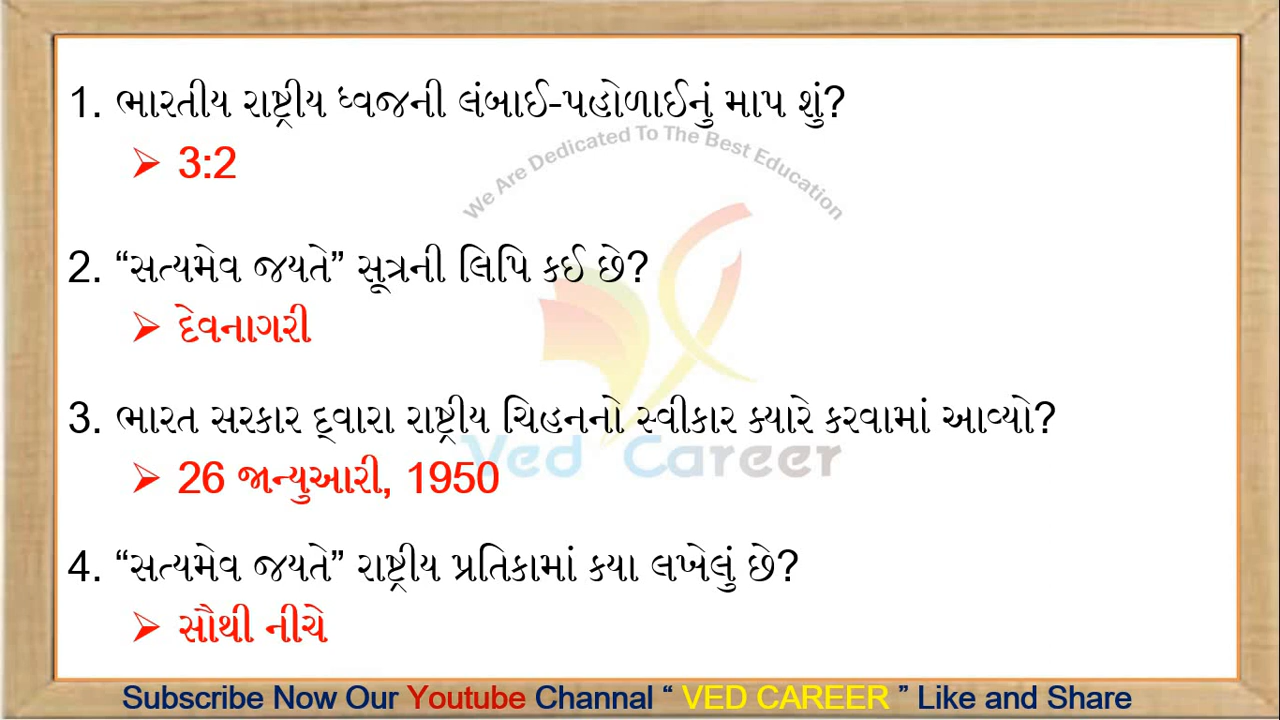 1. ભારતીય રાષ્ટ્રીય ધ્વજની લંબાઈ-પહોળાઈનું માપ શું?
➢ 3:2
We Are Dedicated To The Best Education
2. “સત્યમેવ જયતે” સૂત્રની લિપિ કઈ છે?
➢ દેવનાગરી
3. ભારત સરકાર દ્વારા રાષ્ટ્રીય ચિહનનો સ્વીકાર ક્યારે કરવામાં આવ્યો?
Ved Career
➢ 26 જાન્યુઆરી, 1950
4. “સત્યમેવ જયતે” રાષ્ટ્રીય પ્રતિકામાં કયા લખેલું છે?
➢ સૌથી નીચે
Subscribe Now Our Youtube Channal “ VED CAREER ” Like and Share